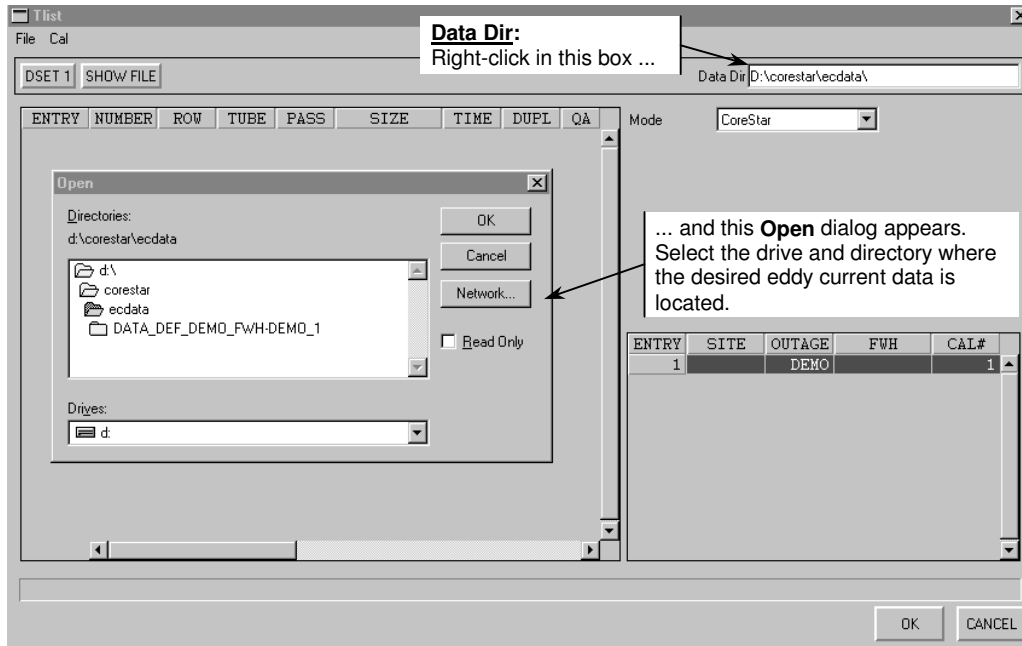 Tlist
File Cal
Data Dir:
Right-click in this box ...
DSET 1 SHOW FILE
Data Dir D:\corestar\ecdata\
ENTRY NUMBER ROW TUBE PASS SIZE TIME DUPL QA
Mode CoreStar
Open
Directories:
d:\corestar\ecdata
d:\
corestar
ecdata
DATA_DEF_DEMO_FWH-DEMO_1
OK
Cancel
Network...
Read Only
Drives:
d:
... and this Open dialog appears.
Select the drive and directory where
the desired eddy current data is
located.
ENTRY SITE OUTAGE FWH CAL#
1 DEMO 1
OK CANCEL